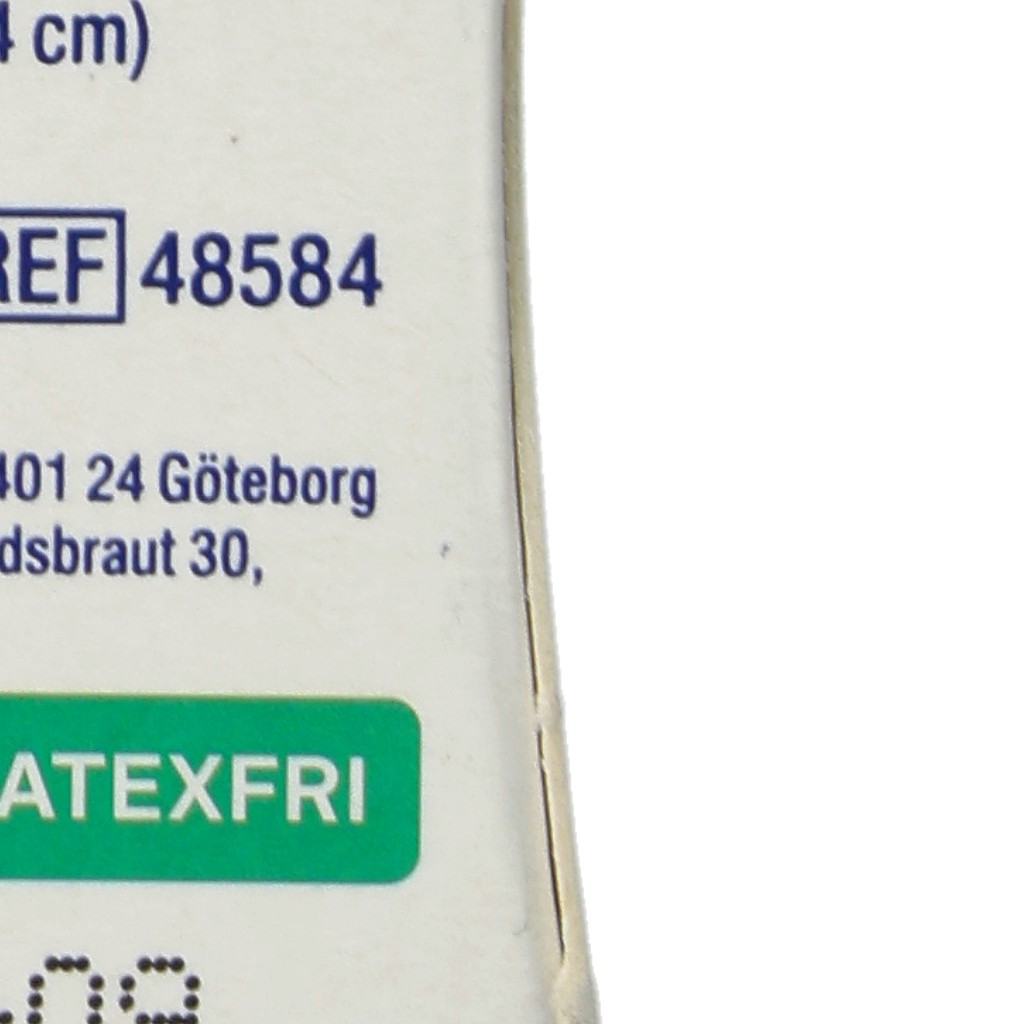 4 cm)
REF 48584
401 24 Göteborg
dsbraut 30,
ATEXFRI